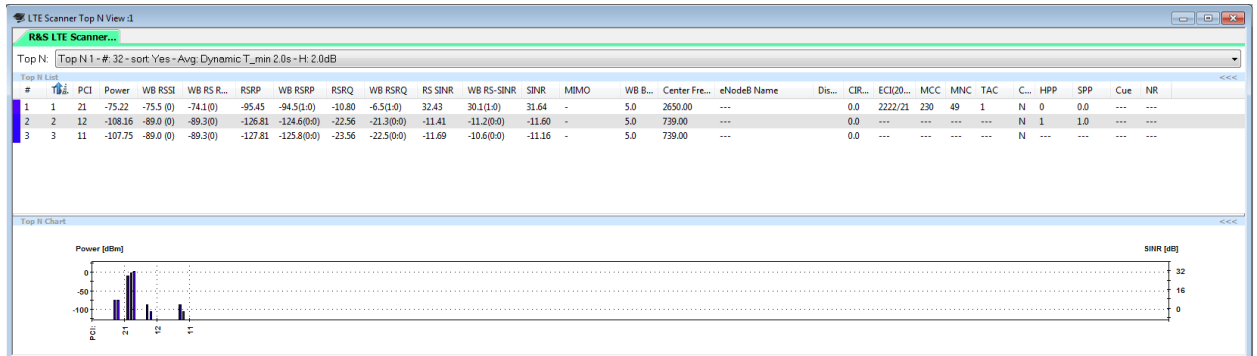 LTE Scanner Top N View :1
R&S LTE Scanner...
Top N: Top N 1 - #: 32 - sort: Yes - Avg: Dynamic T_min 2.0s - H: 2.0dB
Top N List <<<
# PCI Power WB RSSI WB RS R... RSRP WB RSRP RSRQ WB RSRQ RS SINR WB RS-SINR SINR MIMO WB B... Center Fre... eNodeB Name Dis... CIR... ECI(20... MCC MNC TAC C... HPP SPP Cue NR
1 1 21 -75.22 -75.5 (0) -74.1(0) -95.45 -94.5(1:0) -10.80 -6.5(1:0) 32.43 30.1(1:0) 31.64 - 5.0 2650.00 --- 0.0 2222/21 230 49 1 N 0 0.0 --- ---
2 2 12 -108.16 -89.0 (0) -89.3(0) -126.81 -124.6(0:0) -22.56 -21.3(0:0) -11.41 -11.2(0:0) -11.60 - 5.0 739.00 --- 0.0 --- --- --- --- N 1 1.0 --- ---
3 3 11 -107.75 -89.0 (0) -89.3(0) -127.81 -125.8(0:0) -23.56 -22.5(0:0) -11.65 -10.6(0:0) -11.16 - 5.0 739.00 --- 0.0 --- --- --- --- N --- --- --- ---
Top N Chart <<<
Power [dBm] SINR [dB]
0 32
-50 16
-100 0
PCI: 21 12 11